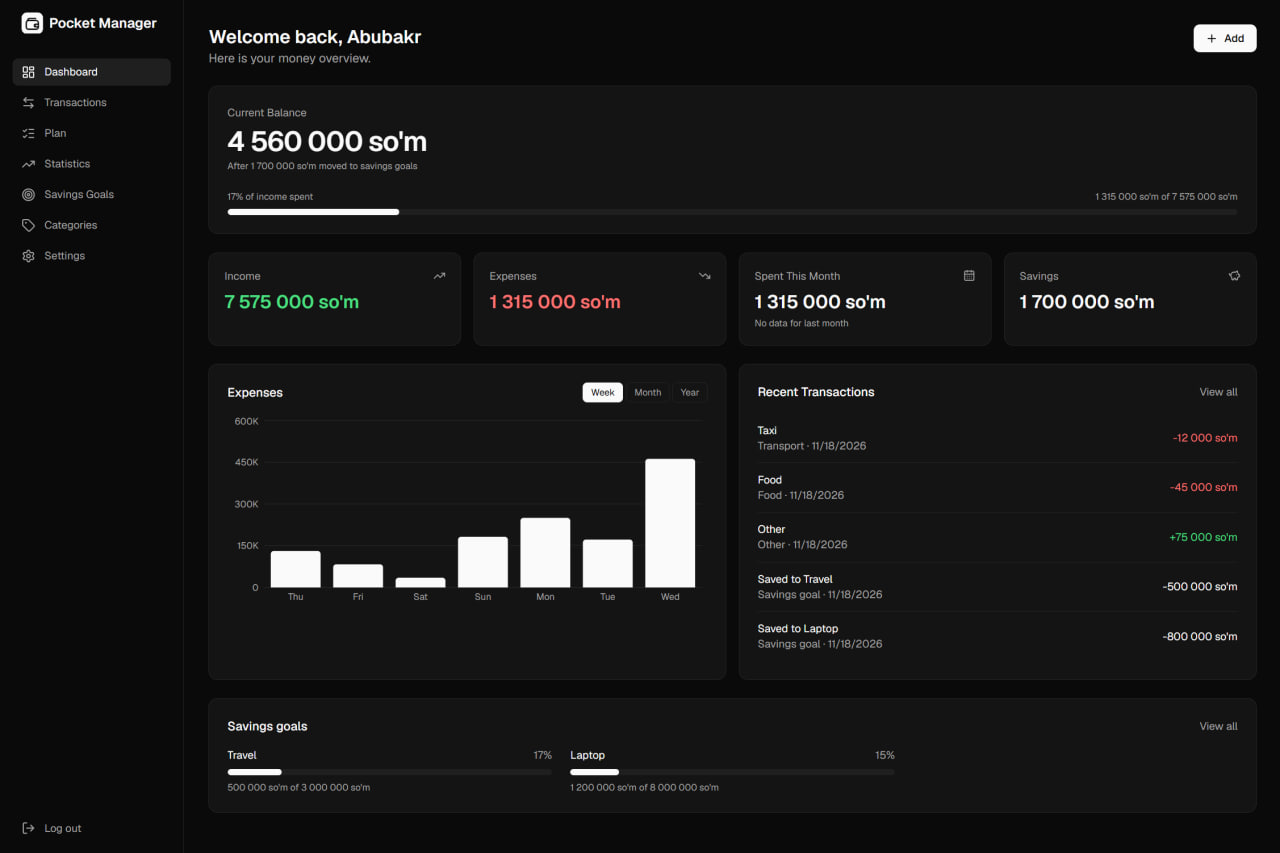 Pocket Manager
Dashboard
Transactions
Plan
Statistics
Savings Goals
Categories
Settings
Log out
Welcome back, Abubakr
Here is your money overview.
Add
Current Balance
4 560 000 so'm
After 1 700 000 so'm moved to savings goals
17% of income spent
1 315 000 so'm of 7 575 000 so'm
Income
7 575 000 so'm
Expenses
1 315 000 so'm
Spent This Month
1 315 000 so'm
No data for last month
Savings
1 700 000 so'm
Expenses
Week Month Year
600K
450K
300K
150K
0
Thu Fri Sat Sun Mon Tue Wed
Recent Transactions
View all
Taxi
Transport · 11/18/2026
-12 000 so'm
Food
Food · 11/18/2026
-45 000 so'm
Other
Other · 11/18/2026
+75 000 so'm
Saved to Travel
Savings goal · 11/18/2026
-500 000 so'm
Saved to Laptop
Savings goal · 11/18/2026
-800 000 so'm
Savings goals
View all
Travel
17%
500 000 so'm of 3 000 000 so'm
Laptop
15%
1 200 000 so'm of 8 000 000 so'm